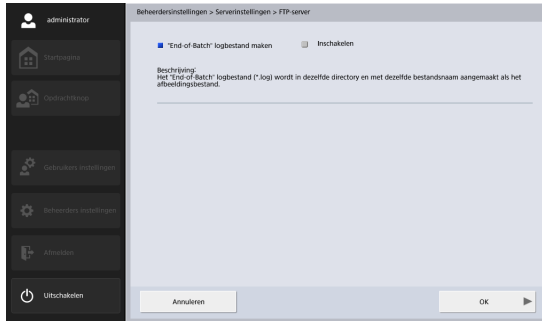 administrator
Beheerdersinstellingen > Serverinstellingen > FTP-server
Startpagina
Opdrachtknop
Gebruikers instellingen
Beheerders instellingen
Afmelden
Uitschakelen
"End-of-Batch" logbestand maken
Inschakelen
Beschrijving:
Het "End-of-Batch" logbestand (*.log) wordt in dezelfde directory en met dezelfde bestandsnaam aangemaakt als het
afbeeldingsbestand.
Annuleren
OK